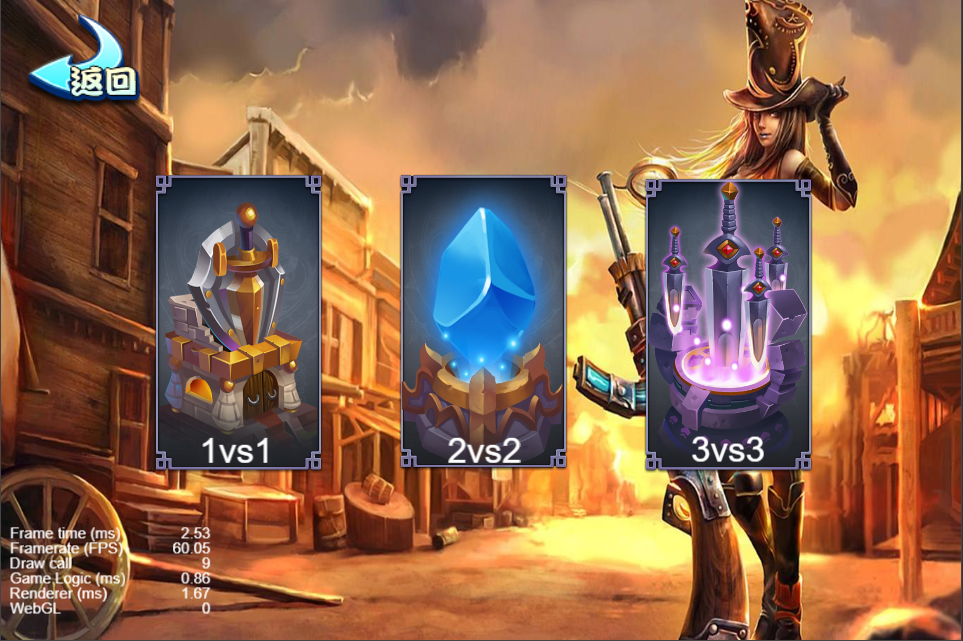 返回
1vs1
2vs2
3vs3
Frame time (ms) 2.53
Framerate (FPS) 60.05
Draw call 9
Game Logic (ms) 0.86
Renderer (ms) 1.67
WebGL 0